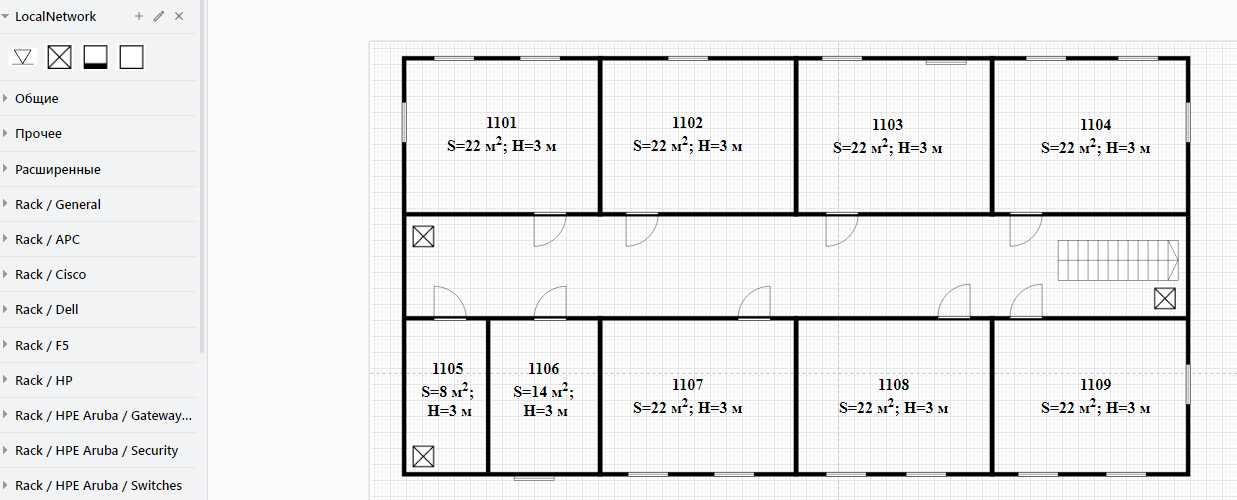 LocalNetwork
Общие
Прочее
Расширенные
Rack / General
Rack / APC
Rack / Cisco
Rack / Dell
Rack / F5
Rack / HP
Rack / HPE Aruba / Gateway...
Rack / HPE Aruba / Security
Rack / HPE Aruba / Switches
1101
S=22 м²; H=3 м
1102
S=22 м²; H=3 м
1103
S=22 м²; H=3 м
1104
S=22 м²; H=3 м
1105
S=8 м²;
H=3 м
1106
S=14 м²;
H=3 м
1107
S=22 м²; H=3 м
1108
S=22 м²; H=3 м
1109
S=22 м²; H=3 м